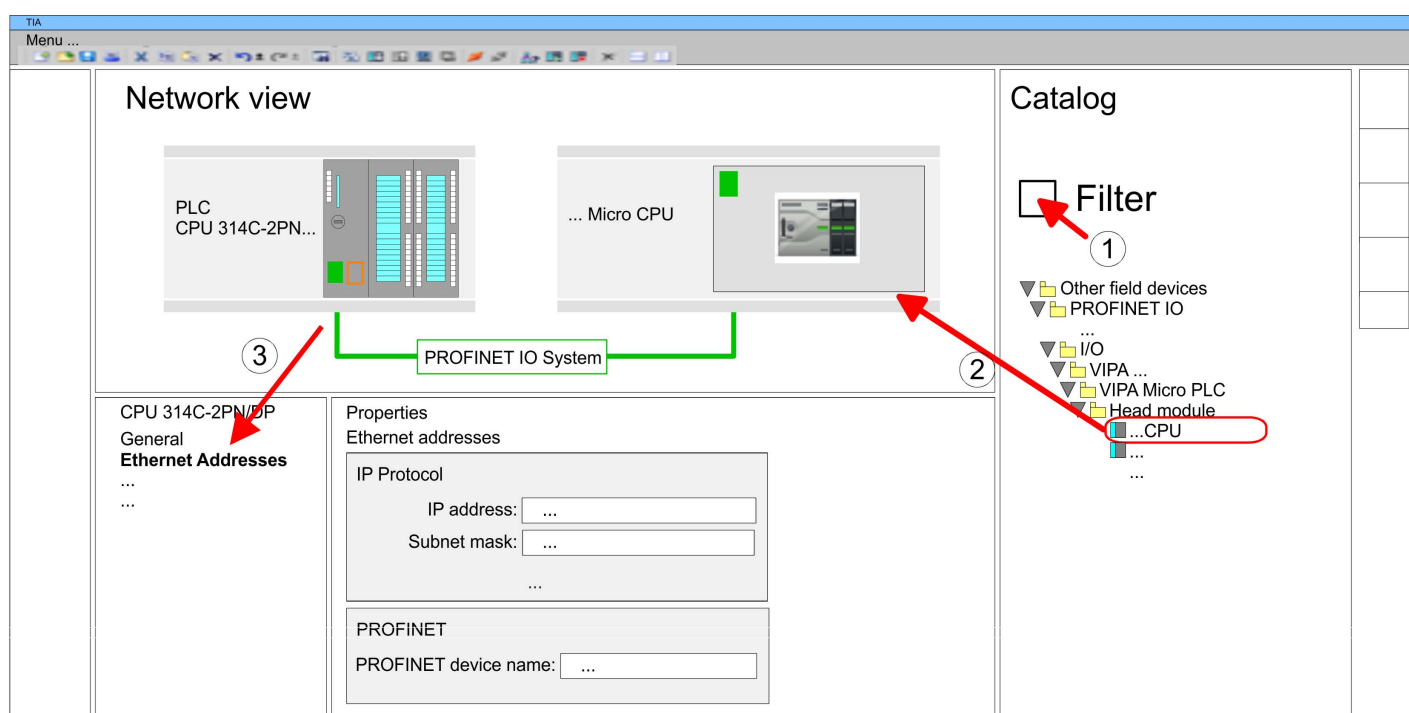 TIA
Menu ...
Network view
PLC
CPU 314C-2PN...
... Micro CPU
PROFINET IO System
3
2
Catalog
Filter
1
Other field devices
PROFINET IO
...
I/O
VIPA ...
VIPA Micro PLC
Head module
...CPU
...
...
CPU 314C-2PN/DP
General
Ethernet Addresses
...
...
Properties
Ethernet addresses
IP Protocol
IP address: ...
Subnet mask: ...
...
PROFINET
PROFINET device name: ...